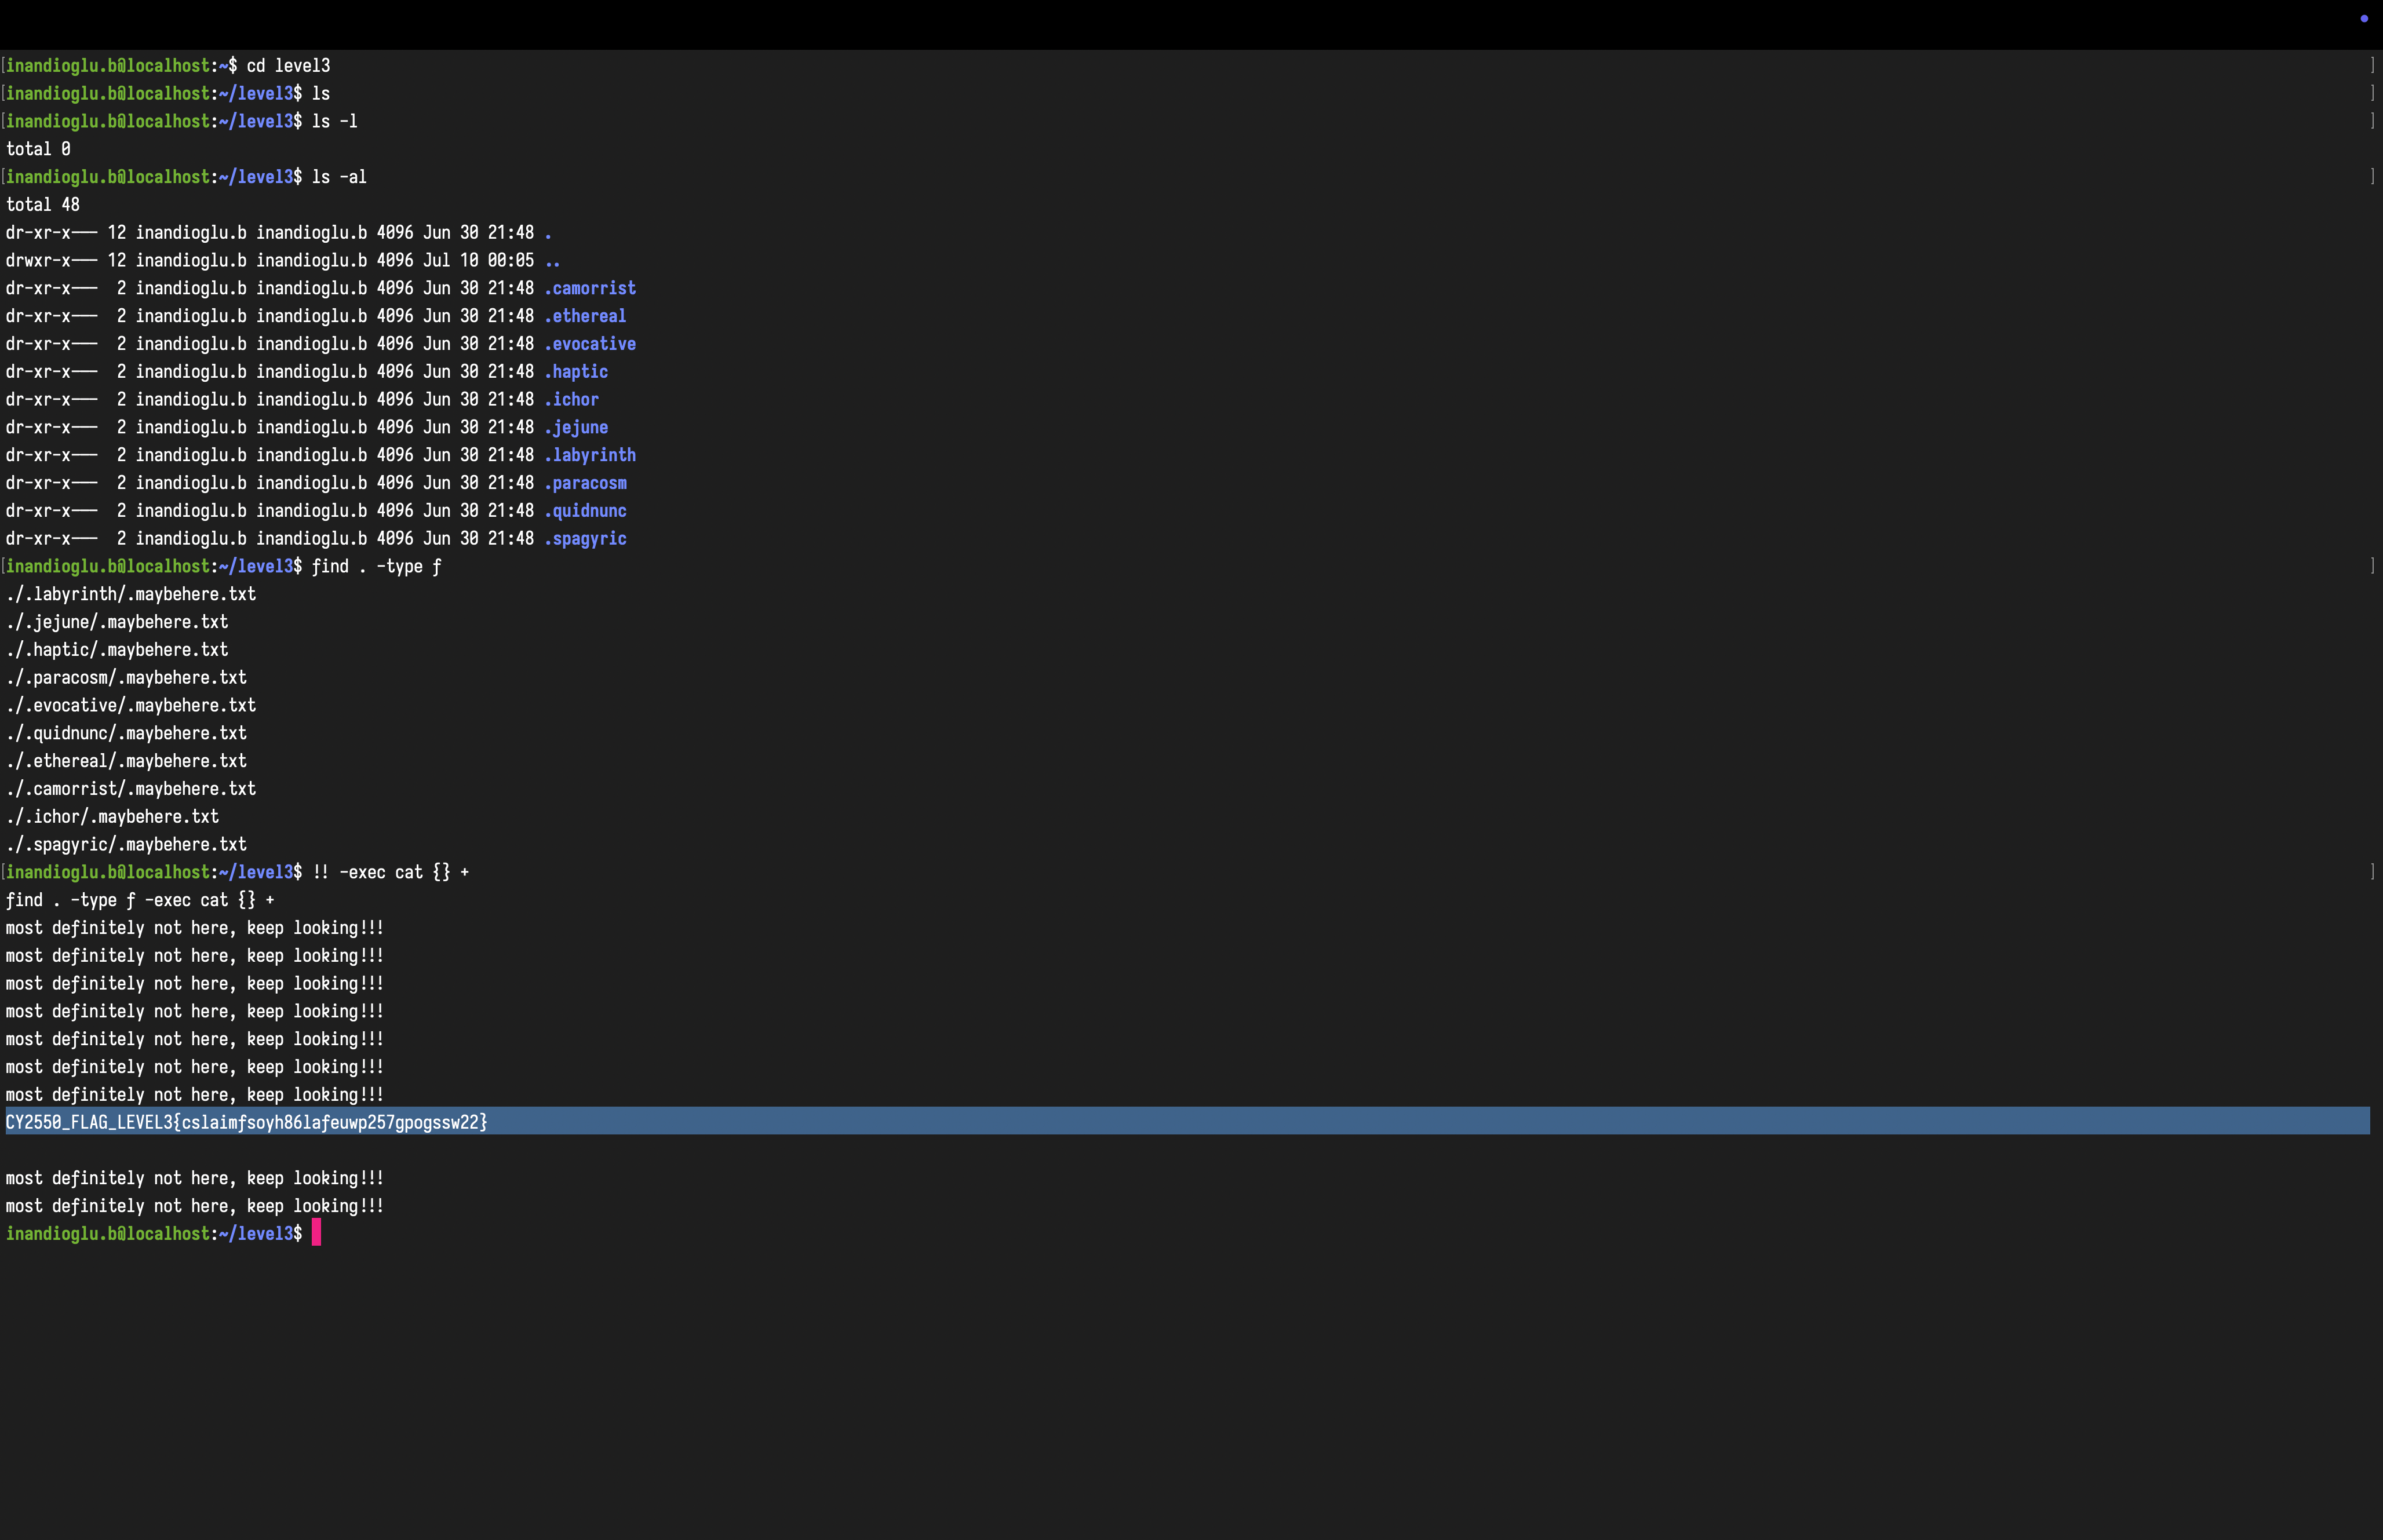 [inandioglu.b@localhost:~$ cd level3 ]
[inandioglu.b@localhost:~/level3$ ls ]
[inandioglu.b@localhost:~/level3$ ls -l ]
total 0
[inandioglu.b@localhost:~/level3$ ls -al ]
total 48
dr-xr-x--- 12 inandioglu.b inandioglu.b 4096 Jun 30 21:48 .
drwxr-x--- 12 inandioglu.b inandioglu.b 4096 Jul 10 00:05 ..
dr-xr-x---  2 inandioglu.b inandioglu.b 4096 Jun 30 21:48 .camorrist
dr-xr-x---  2 inandioglu.b inandioglu.b 4096 Jun 30 21:48 .ethereal
dr-xr-x---  2 inandioglu.b inandioglu.b 4096 Jun 30 21:48 .evocative
dr-xr-x---  2 inandioglu.b inandioglu.b 4096 Jun 30 21:48 .haptic
dr-xr-x---  2 inandioglu.b inandioglu.b 4096 Jun 30 21:48 .ichor
dr-xr-x---  2 inandioglu.b inandioglu.b 4096 Jun 30 21:48 .jejune
dr-xr-x---  2 inandioglu.b inandioglu.b 4096 Jun 30 21:48 .labyrinth
dr-xr-x---  2 inandioglu.b inandioglu.b 4096 Jun 30 21:48 .paracosm
dr-xr-x---  2 inandioglu.b inandioglu.b 4096 Jun 30 21:48 .quidnunc
dr-xr-x---  2 inandioglu.b inandioglu.b 4096 Jun 30 21:48 .spagyric
[inandioglu.b@localhost:~/level3$ find . -type f ]
./.labyrinth/.maybehere.txt
./.jejune/.maybehere.txt
./.haptic/.maybehere.txt
./.paracosm/.maybehere.txt
./.evocative/.maybehere.txt
./.quidnunc/.maybehere.txt
./.ethereal/.maybehere.txt
./.camorrist/.maybehere.txt
./.ichor/.maybehere.txt
./.spagyric/.maybehere.txt
[inandioglu.b@localhost:~/level3$ !! -exec cat {} + ]
find . -type f -exec cat {} +
most definitely not here, keep looking!!!
most definitely not here, keep looking!!!
most definitely not here, keep looking!!!
most definitely not here, keep looking!!!
most definitely not here, keep looking!!!
most definitely not here, keep looking!!!
most definitely not here, keep looking!!!
CY2550_FLAG_LEVEL3{cslaimfsoyh86lafeuwp257gpogssw22}
most definitely not here, keep looking!!!
most definitely not here, keep looking!!!
inandioglu.b@localhost:~/level3$